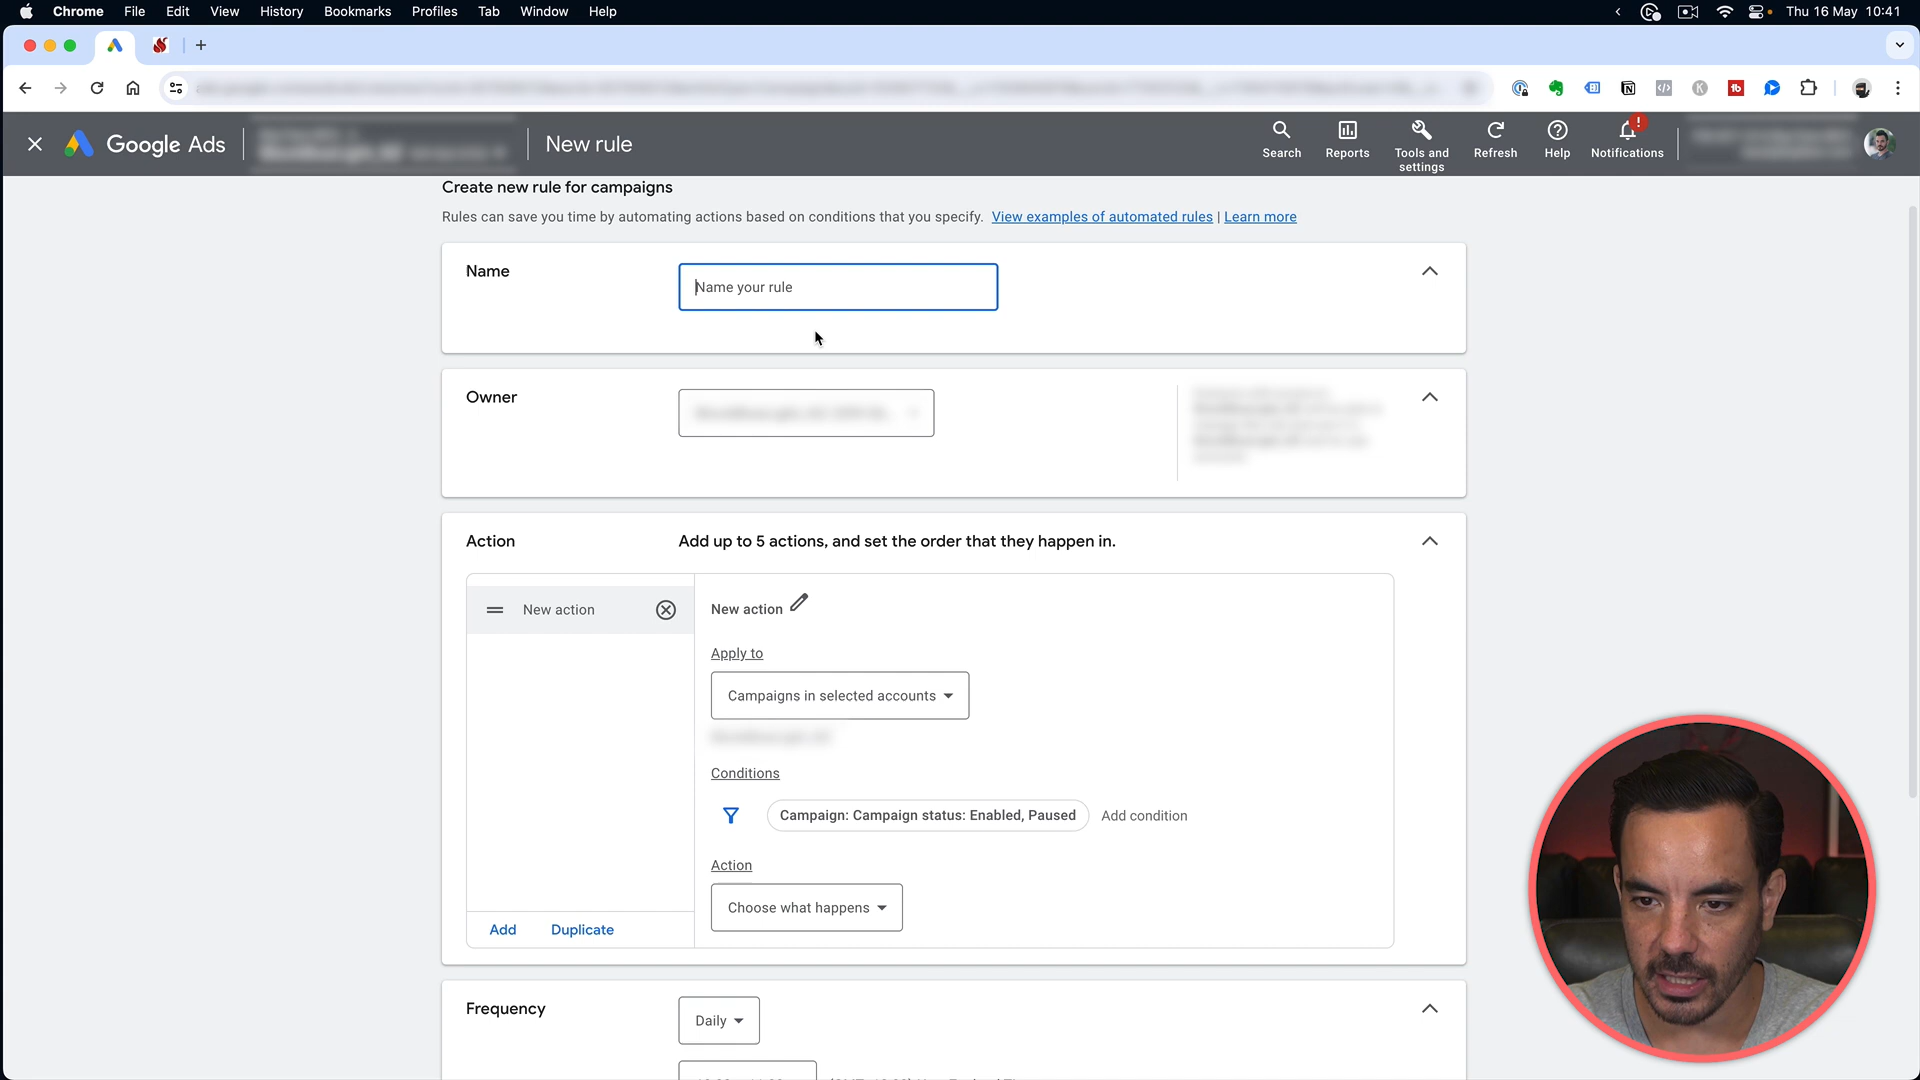 Chrome File Edit View History Bookmarks Profiles Tab Window Help Thu 16 May 10:41
Google Ads New rule Search Reports Tools and settings Refresh Help Notifications
Create new rule for campaigns
Rules can save you time by automating actions based on conditions that you specify. View examples of automated rules | Learn more
Name
Name your rule
Owner
Action Add up to 5 actions, and set the order that they happen in.
New action
New action
Apply to
Campaigns in selected accounts
Conditions
Campaign: Campaign status: Enabled, Paused Add condition
Action
Choose what happens
Add Duplicate
Frequency
Daily